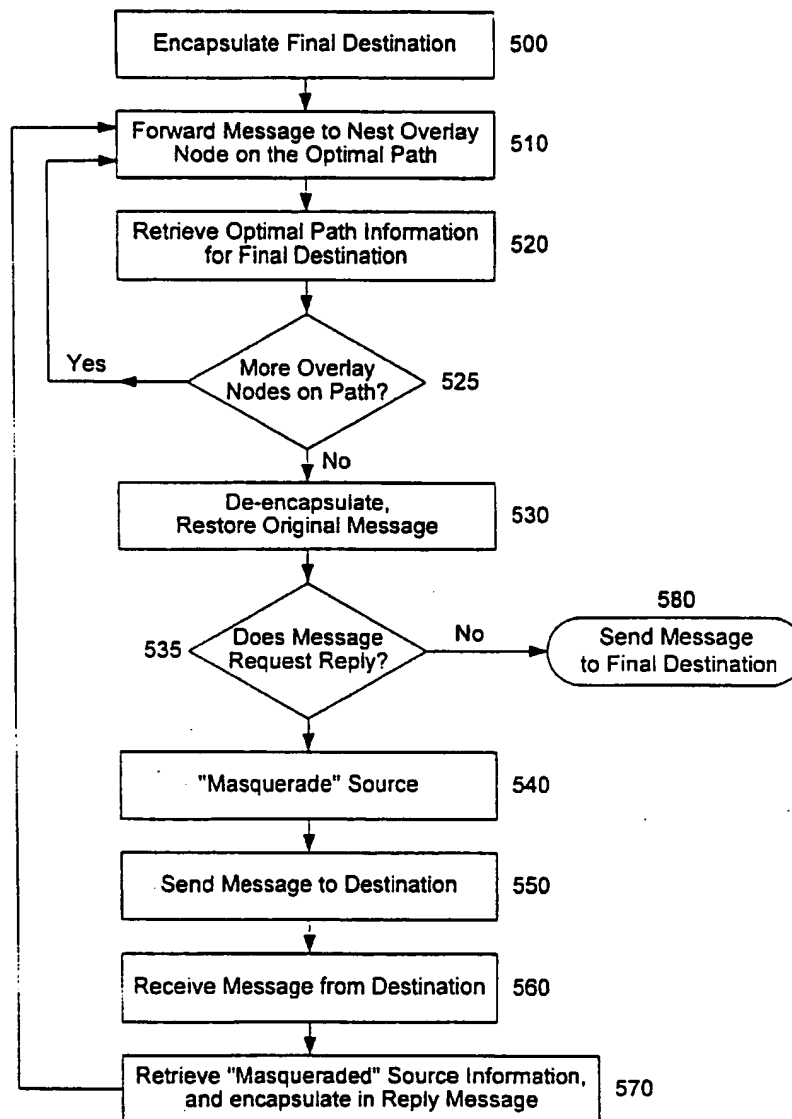 Encapsulate Final Destination
500
Forward Message to Nest Overlay
Node on the Optimal Path
510
Retrieve Optimal Path Information
for Final Destination
520
Yes
More Overlay
Nodes on Path?
525
No
De-encapsulate,
Restore Original Message
530
535
Does Message
Request Reply?
No
580
Send Message
to Final Destination
"Masquerade" Source
540
Send Message to Destination
550
Receive Message from Destination
560
Retrieve "Masqueraded" Source Information,
and encapsulate in Reply Message
570